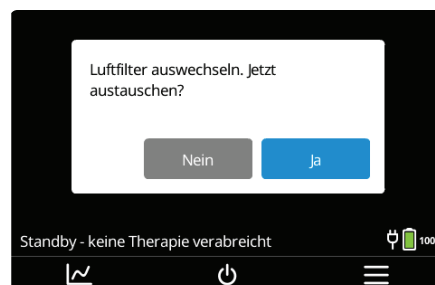 Luftfilter auswechseln. Jetzt
austauschen?
Nein
Ja
Standby - keine Therapie verabreicht
100